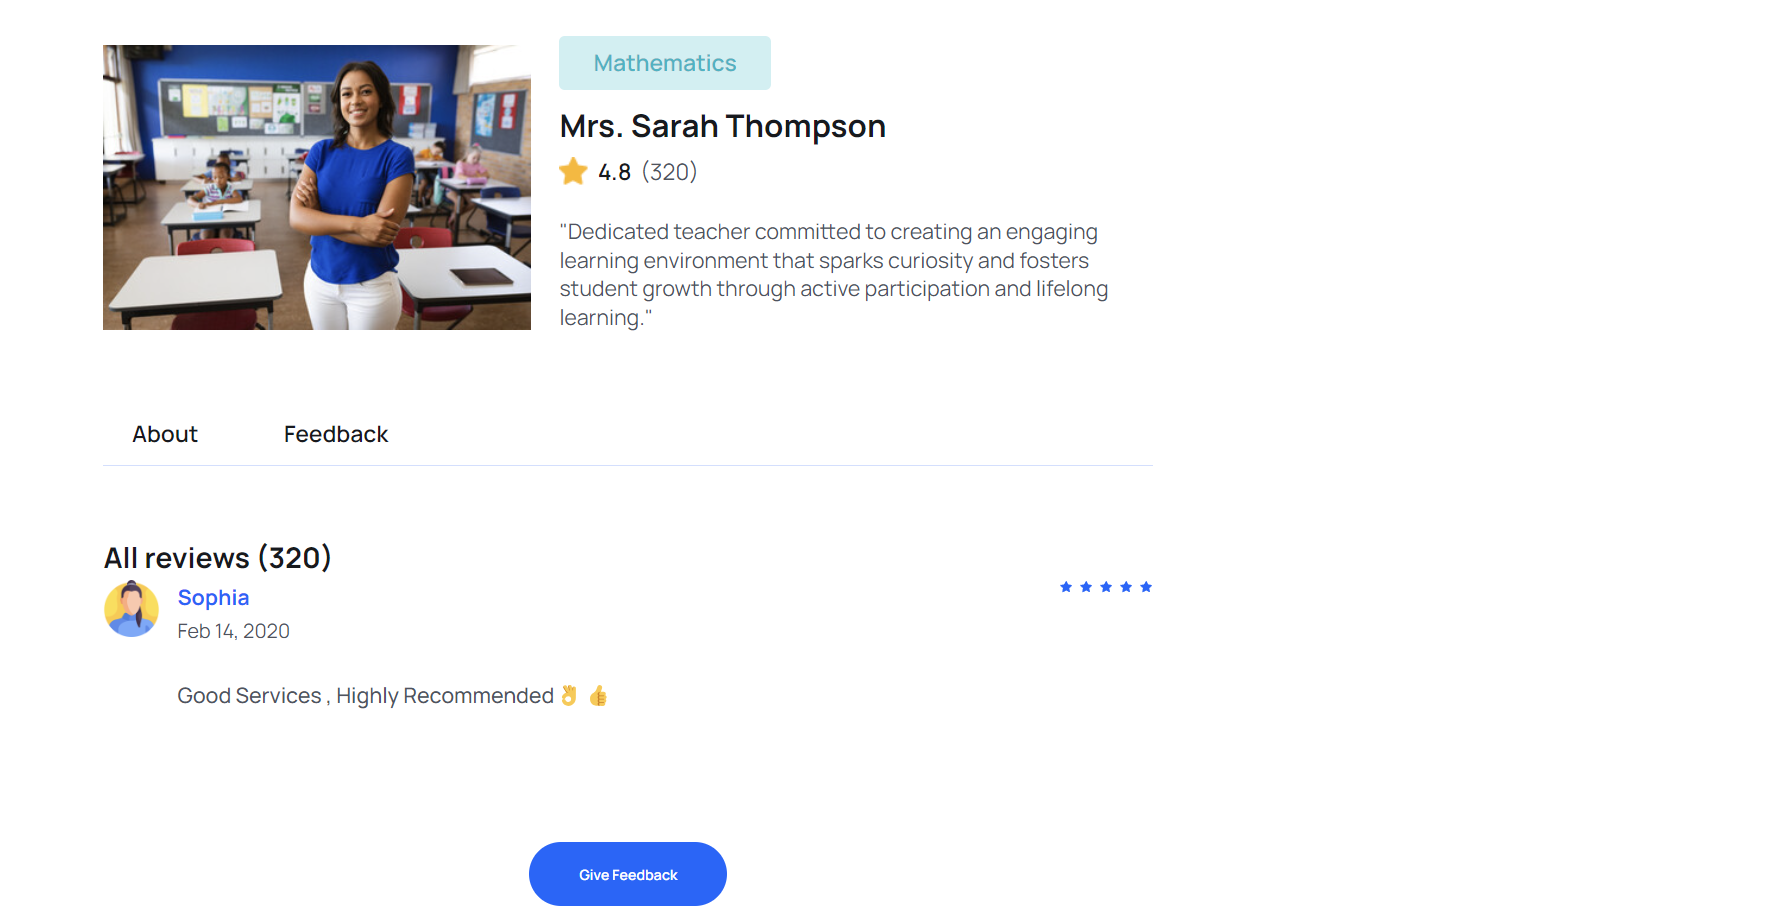 Mathematics
Mrs. Sarah Thompson
4.8 (320)
"Dedicated teacher committed to creating an engaging
learning environment that sparks curiosity and fosters
student growth through active participation and lifelong
learning."
About Feedback
All reviews (320)
Sophia
Feb 14, 2020
Good Services , Highly Recommended 👌 👍
Give Feedback